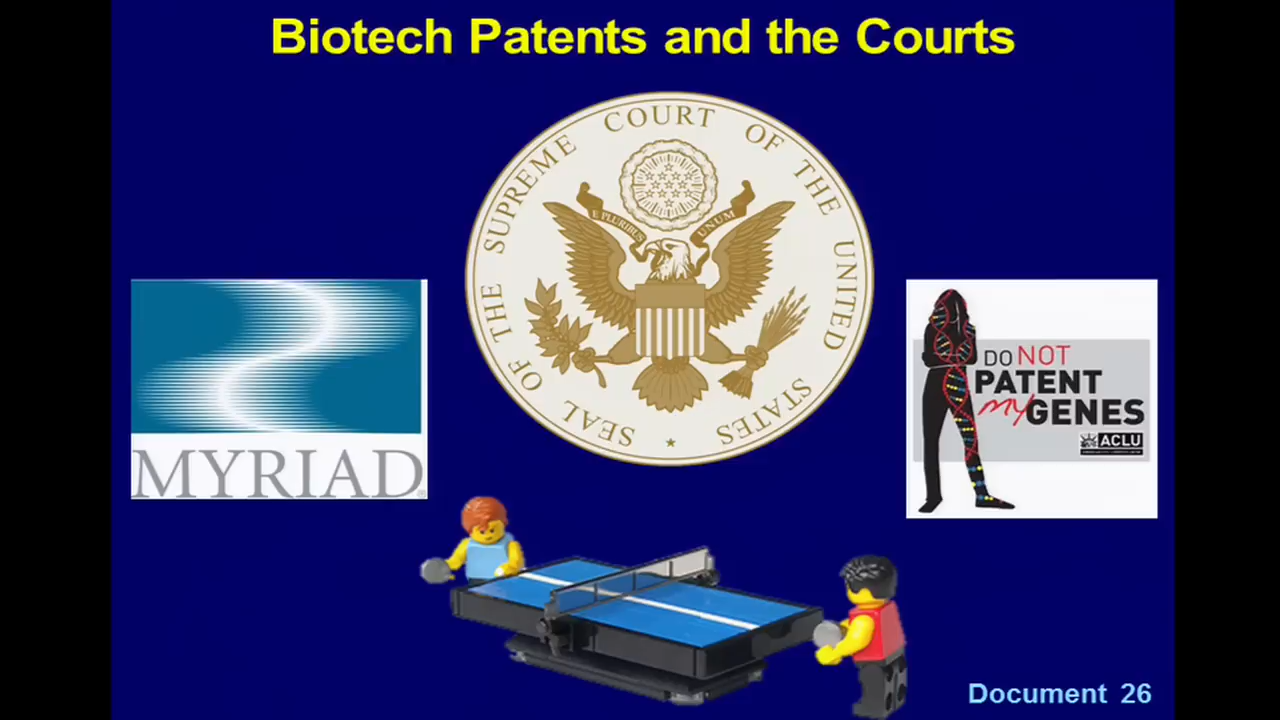 Biotech Patents and the Courts
SEAL OF THE SUPREME COURT OF THE UNITED STATES
E PLURIBUS UNUM
MYRIAD
DO NOT
PATENT
my GENES
ACLU
Document 26